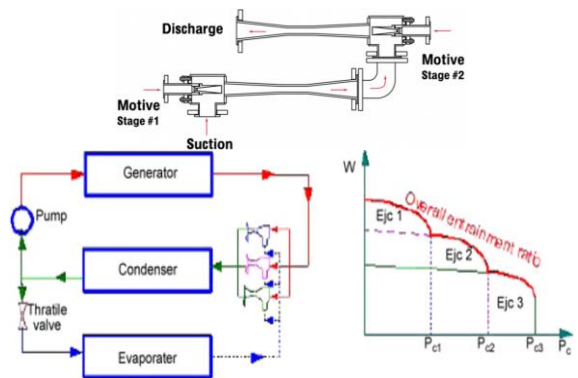 Discharge
Motive
Stage #2
Motive
Stage #1
Suction
Generator
Pump
Condenser
Thratile
valve
Evaporater
W
Overall entrainment ratio
Ejc 1
Ejc 2
Ejc 3
Pc1
Pc2
Pc3
Pc